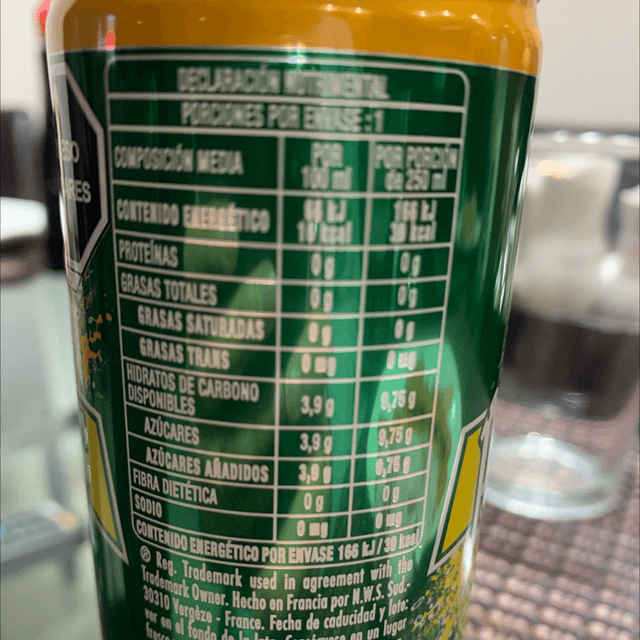 DECLARACIÓN NUTRIMENTAL
PORCIONES POR ENVASE : 1
COMPOSICIÓN MEDIA POR 100 ml POR PORCIÓN de 250 ml
CONTENIDO ENERGÉTICO 66 kJ 16 kcal 166 kJ 39 kcal
PROTEÍNAS 0 g 0 g
GRASAS TOTALES 0 g 0 g
GRASAS SATURADAS 0 g 0 g
GRASAS TRANS 0 mg 0 mg
HIDRATOS DE CARBONO DISPONIBLES 3,9 g 9,75 g
AZÚCARES 3,9 g 9,75 g
AZÚCARES AÑADIDOS 3,9 g 9,75 g
FIBRA DIETÉTICA 0 g 0 g
SODIO 0 mg 0 mg
CONTENIDO ENERGÉTICO POR ENVASE 166 kJ / 39 kcal
® Reg. Trademark used in agreement with the
Trademark Owner. Hecho en Francia por N.W.S. Sud.
30310 Vergèze - France. Fecha de caducidad y lote:
ver en el fondo de la lata. en un lugar